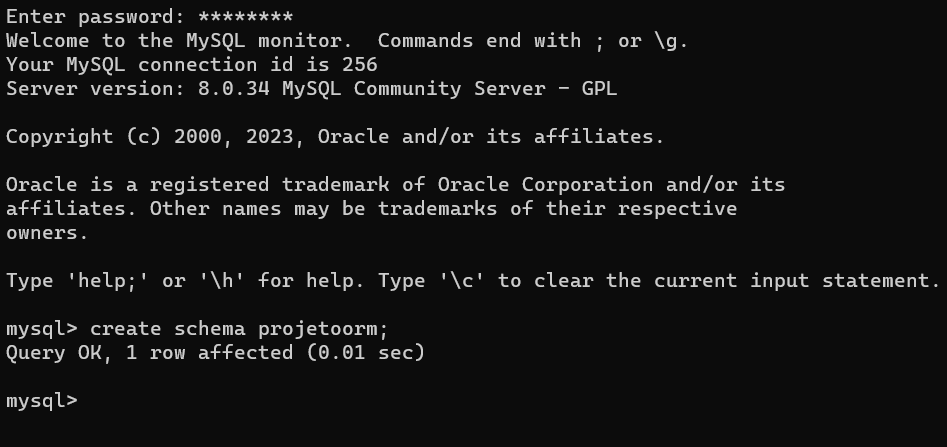 Enter password: ********
Welcome to the MySQL monitor.  Commands end with ; or \g.
Your MySQL connection id is 256
Server version: 8.0.34 MySQL Community Server - GPL
Copyright (c) 2000, 2023, Oracle and/or its affiliates.
Oracle is a registered trademark of Oracle Corporation and/or its
affiliates. Other names may be trademarks of their respective
owners.
Type 'help;' or '\h' for help. Type '\c' to clear the current input statement.
mysql> create schema projetoorm;
Query OK, 1 row affected (0.01 sec)
mysql>